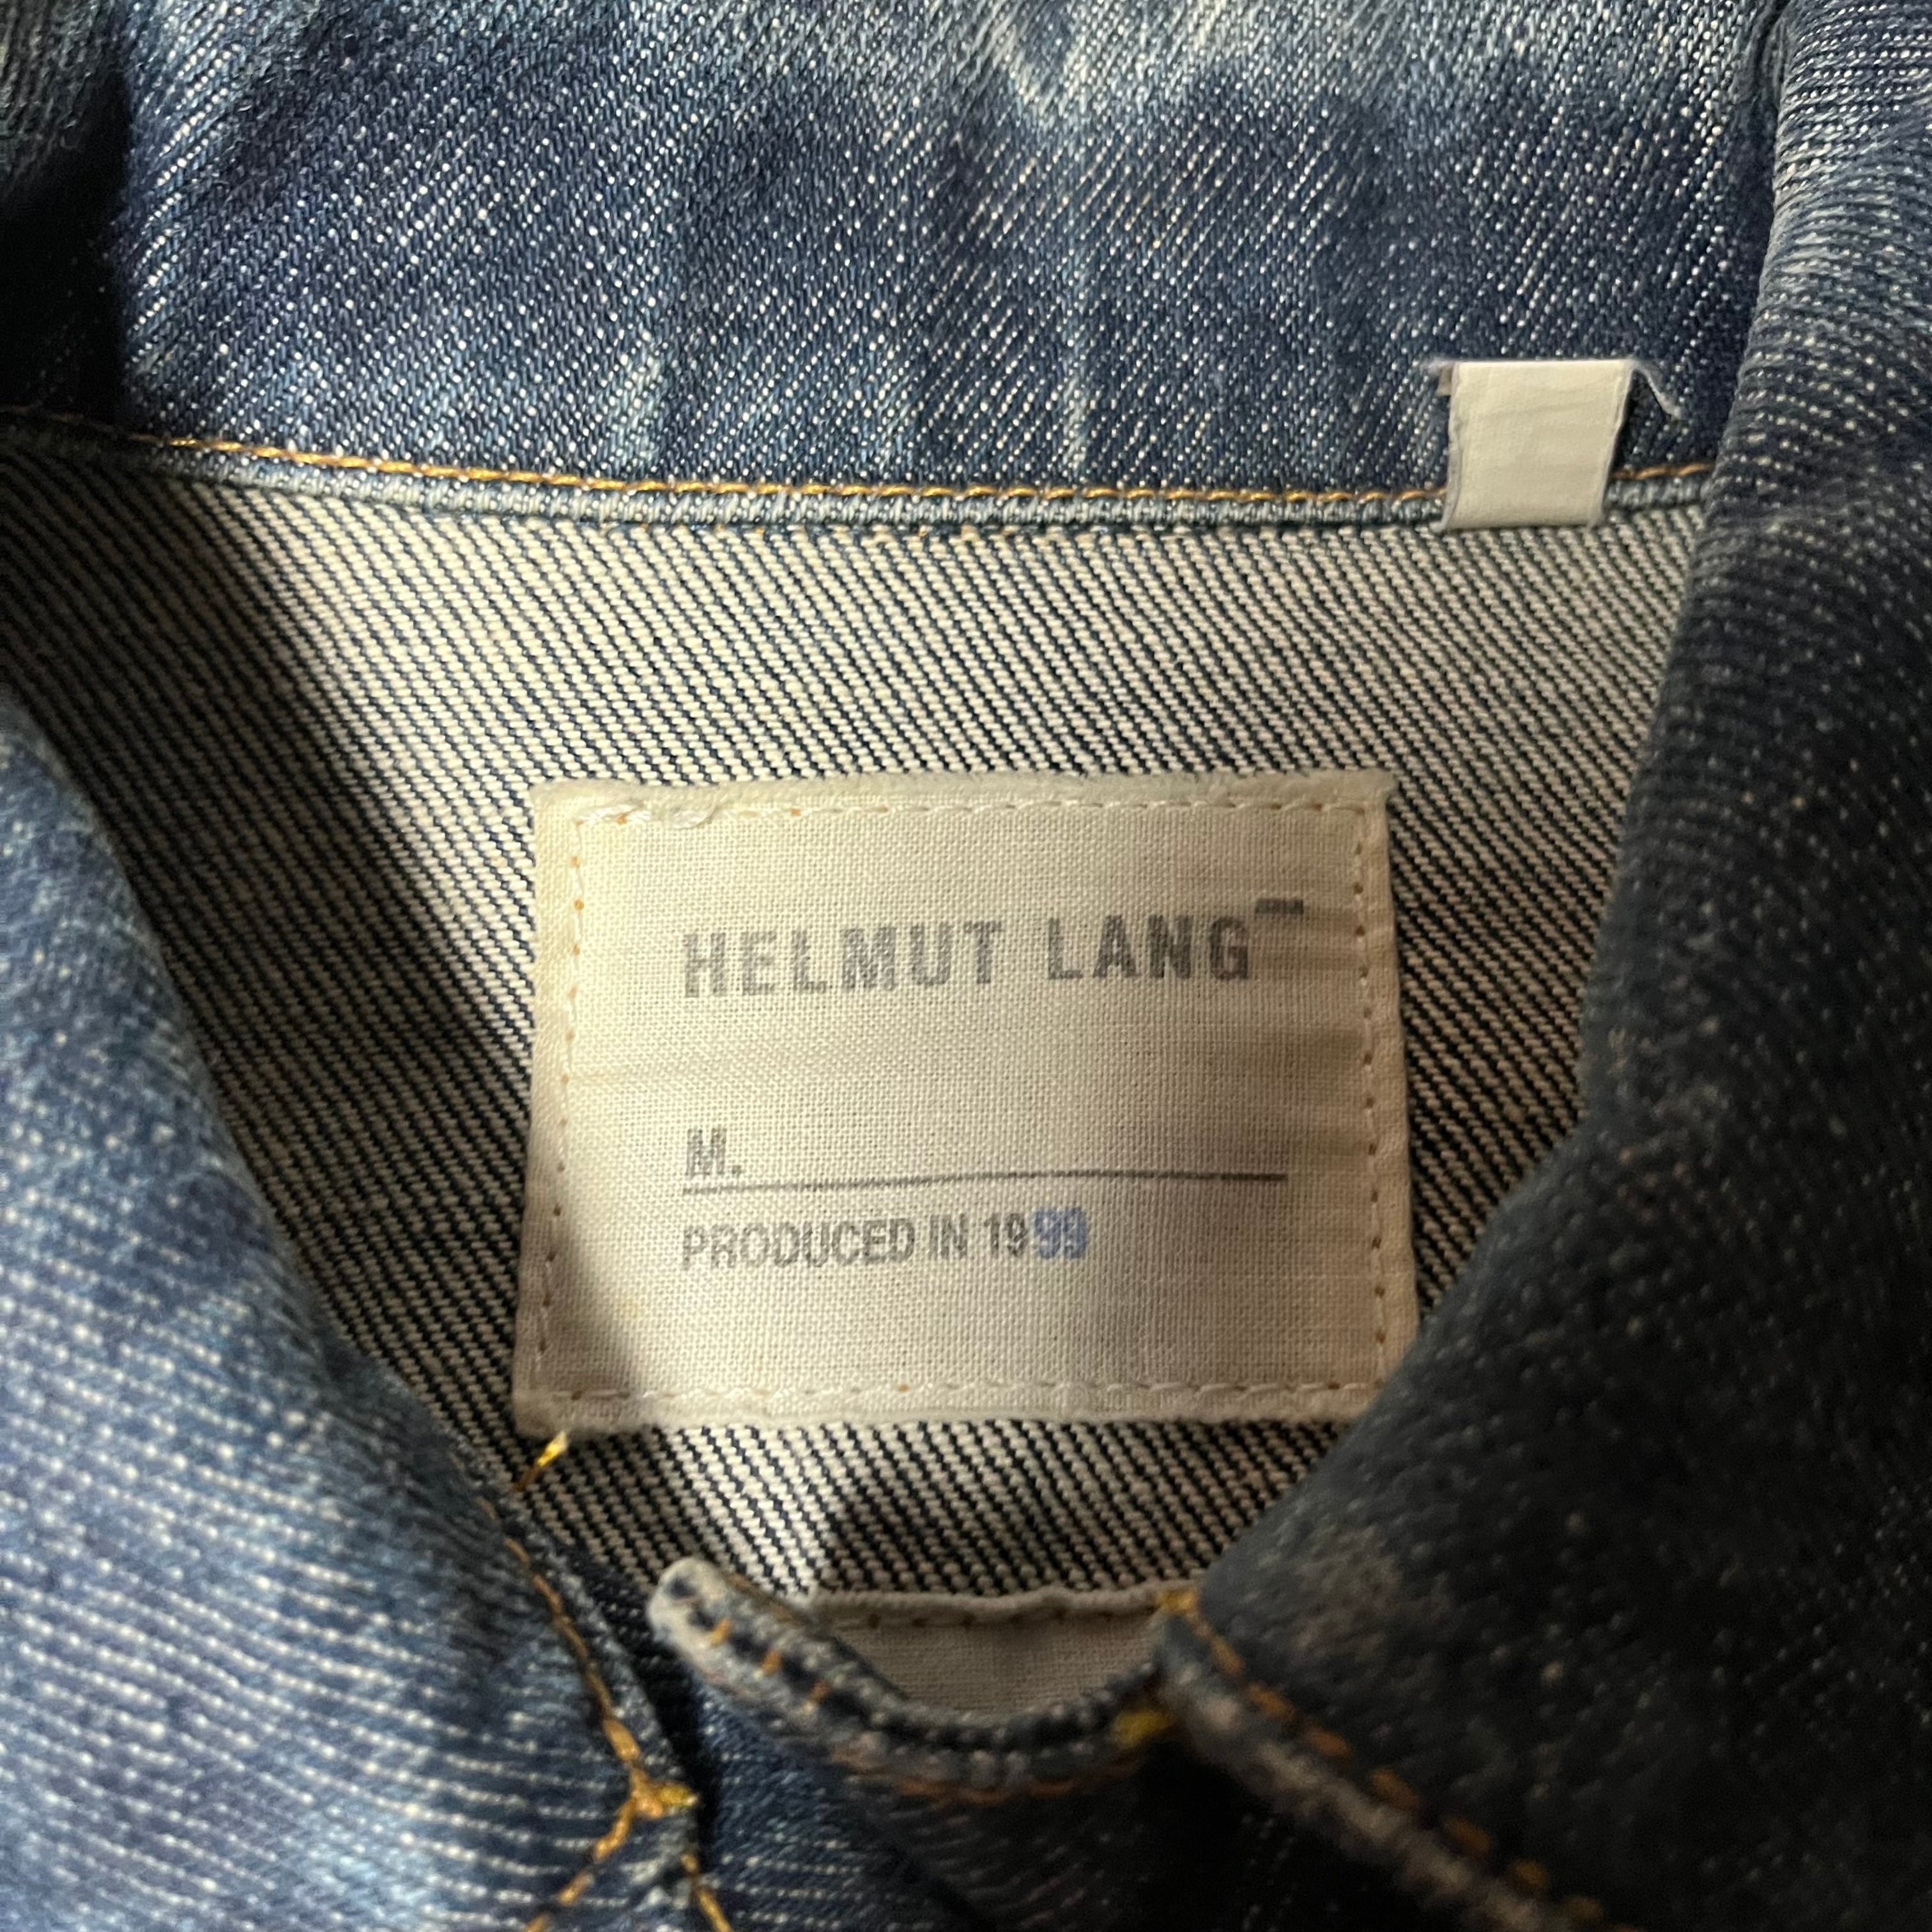 HELMUT LANG
M.
PRODUCED IN 1999